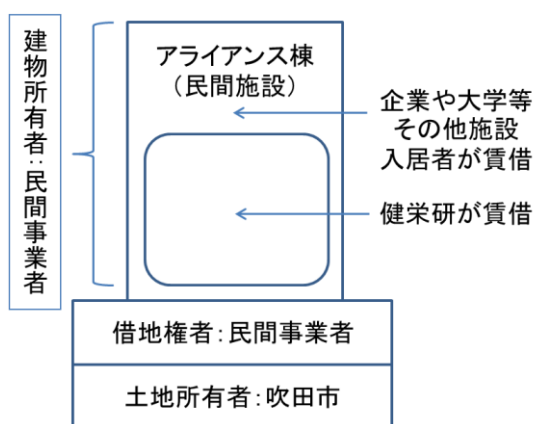 建物所有者：民間事業者
アライアンス棟
（民間施設）
企業や大学等
その他施設
入居者が賃借
健栄研が賃借
借地権者：民間事業者
土地所有者：吹田市